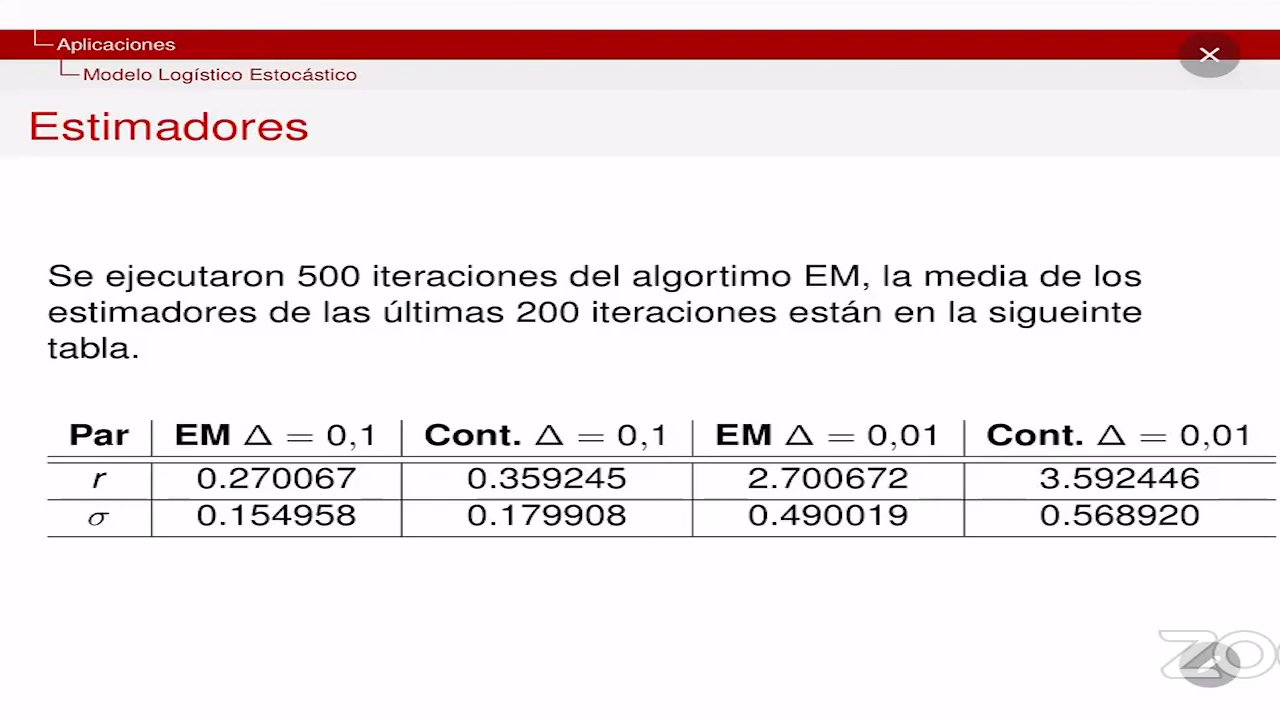 Aplicaciones
Modelo Logístico Estocástico
Estimadores
Se ejecutaron 500 iteraciones del algortimo EM, la media de los
estimadores de las últimas 200 iteraciones están en la sigueinte
tabla.
Par EM Δ = 0,1 Cont. Δ = 0,1 EM Δ = 0,01 Cont. Δ = 0,01
r 0.270067 0.359245 2.700672 3.592446
σ 0.154958 0.179908 0.490019 0.568920